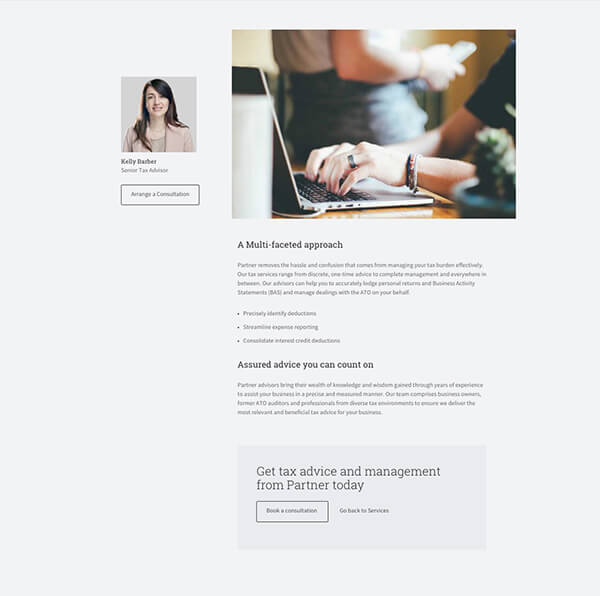 Kelly Barber
Senior Tax Advisor
Arrange a Consultation
A Multi-faceted approach
Partner removes the hassle and confusion that comes from managing your tax burden effectively.
Our tax services range from discrete, one-time advice to complete management and everywhere in
between. Our advisors can help you to accurately lodge personal returns and Business Activity
Statements (BAS) and manage dealings with the ATO on your behalf.
• Precisely identify deductions
• Streamline expense reporting
• Consolidate interest credit deductions
Assured advice you can count on
Partner advisors bring their wealth of knowledge and wisdom gained through years of experience
to assist your business in a precise and measured manner. Our team comprises business owners,
former ATO auditors and professionals from diverse tax environments to ensure we deliver the
most relevant and beneficial tax advice for your business.
Get tax advice and management
from Partner today
Book a consultation
Go back to Services